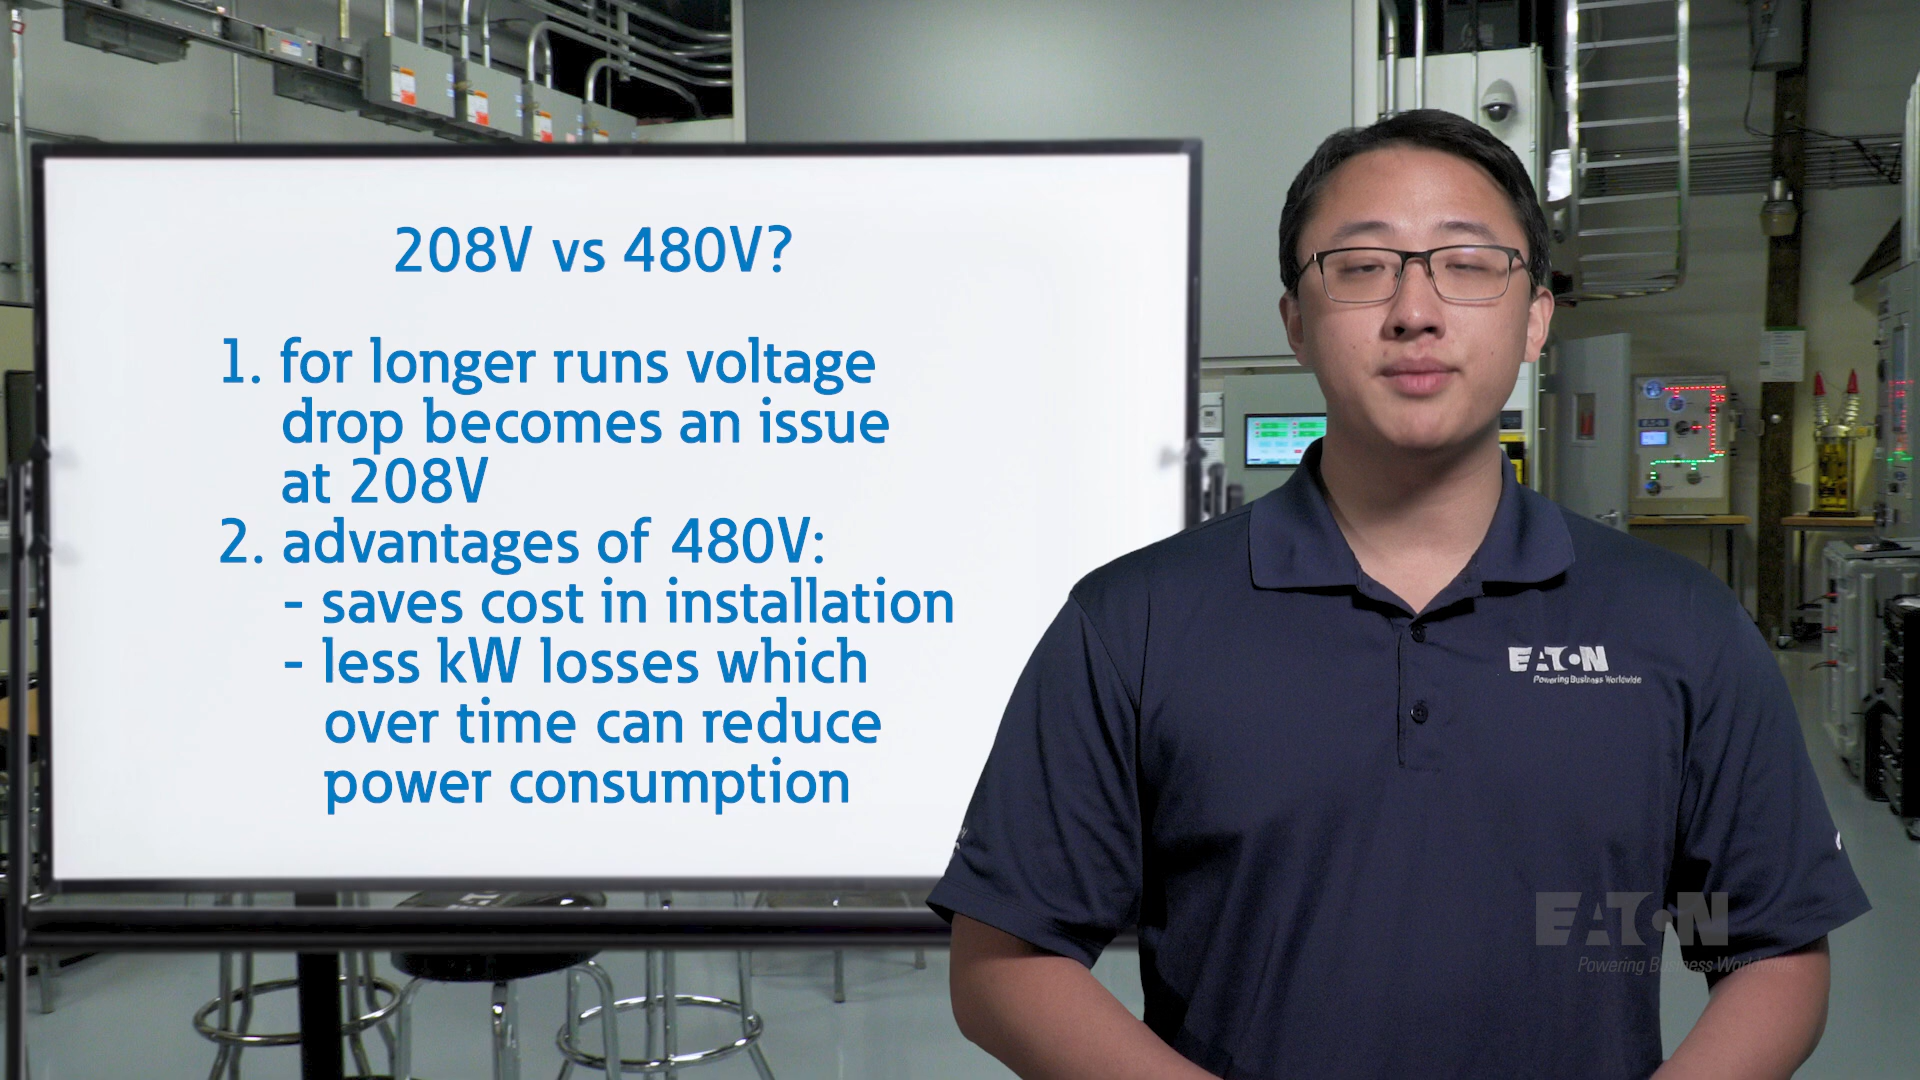 208V vs 480V?
1. for longer runs voltage
drop becomes an issue
at 208V
2. advantages of 480V:
- saves cost in installation
- less kW losses which
over time can reduce
power consumption
EATON
Powering Business Worldwide
EATON
Powering Business Worldwide